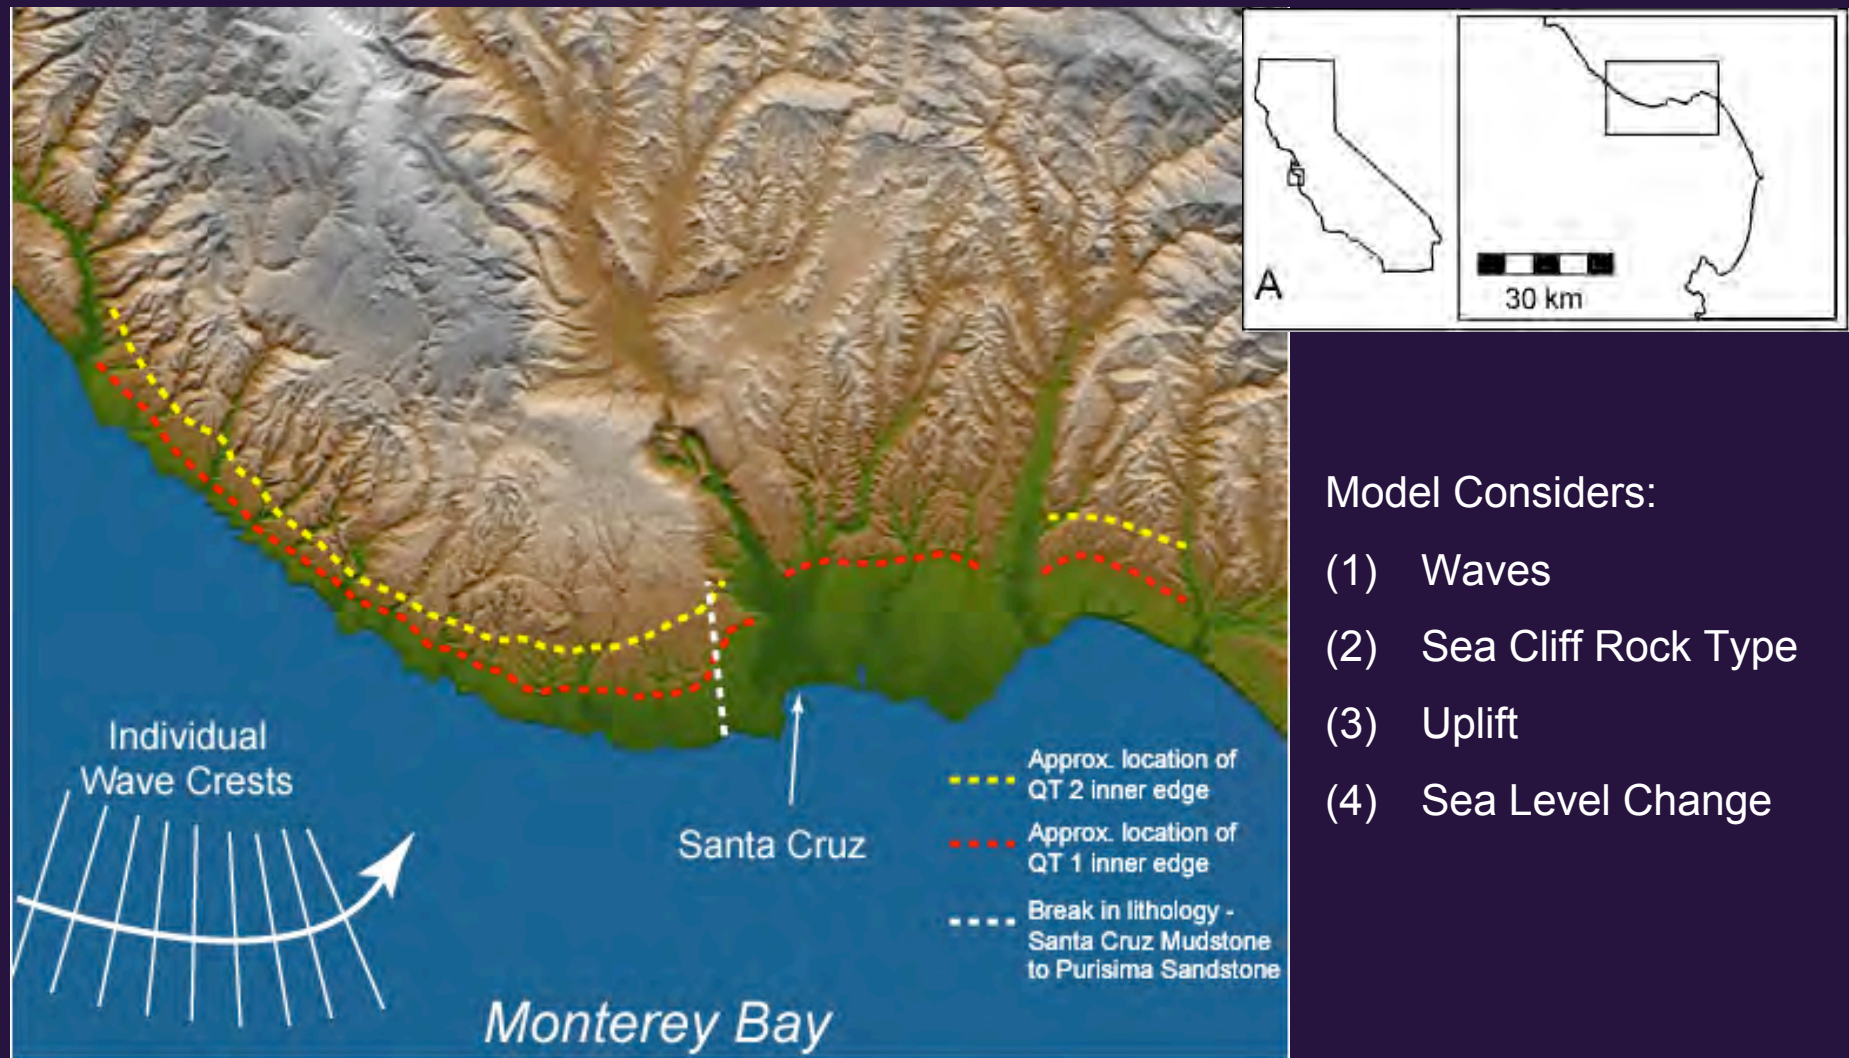 A
30 km
Individual
Wave Crests
Santa Cruz
Monterey Bay
Approx. location of
QT 2 inner edge
Approx. location of
QT 1 inner edge
Break in lithology -
Santa Cruz Mudstone
to Purisima Sandstone
Model Considers:
(1) Waves
(2) Sea Cliff Rock Type
(3) Uplift
(4) Sea Level Change